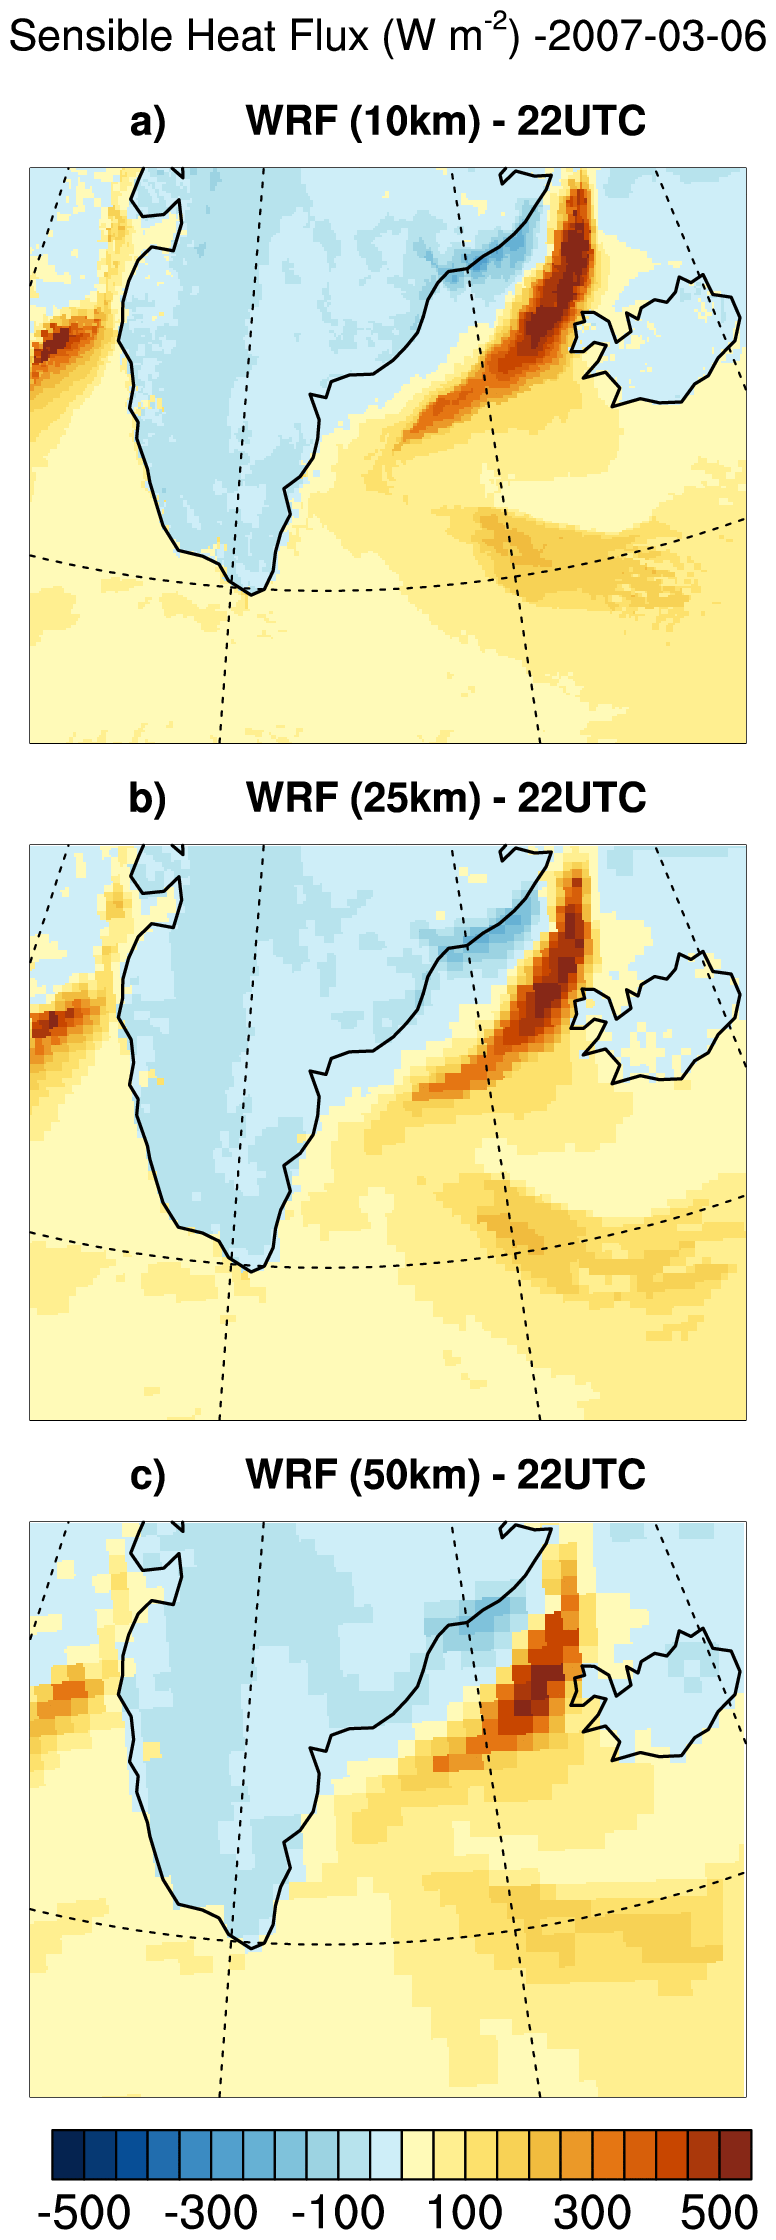 Sensible Heat Flux (W m⁻²) -2007-03-06
a) WRF (10km) - 22UTC
b) WRF (25km) - 22UTC
c) WRF (50km) - 22UTC
-500 -300 -100 100 300 500